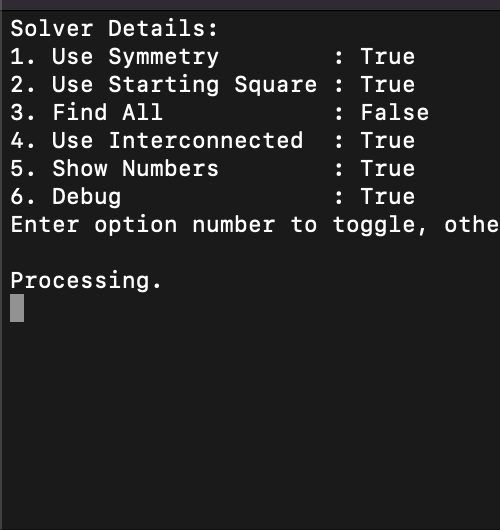 Solver Details:
1. Use Symmetry        : True
2. Use Starting Square : True
3. Find All            : False
4. Use Interconnected  : True
5. Show Numbers        : True
6. Debug               : True
Enter option number to toggle, othe
Processing.